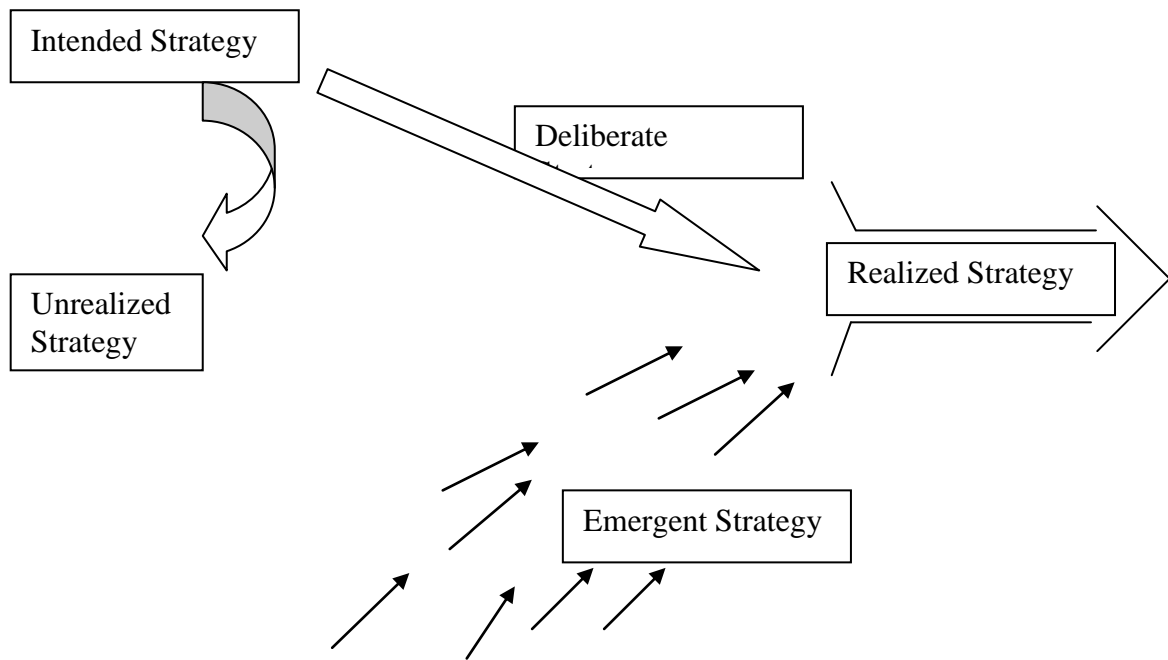 Intended Strategy
Deliberate
Realized Strategy
Unrealized
Strategy
Emergent Strategy